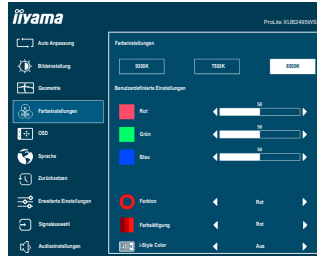 iiyama
ProLite XUB2495WS
Auto Anpassung
Bildeinstellung
Geometrie
Farbeinstellungen
OSD
Sprache
Zurücksetzen
Erweiterte Einstellungen
Signalauswahl
Audioeinstellungen
Farbeinstellungen
9300K 7500K 6500K
Benutzerdefinierte Einstellungen
Rot 50
Grün 50
Blau 50
Farbton Rot
Farbsättigung Rot
i-Style Color Aus